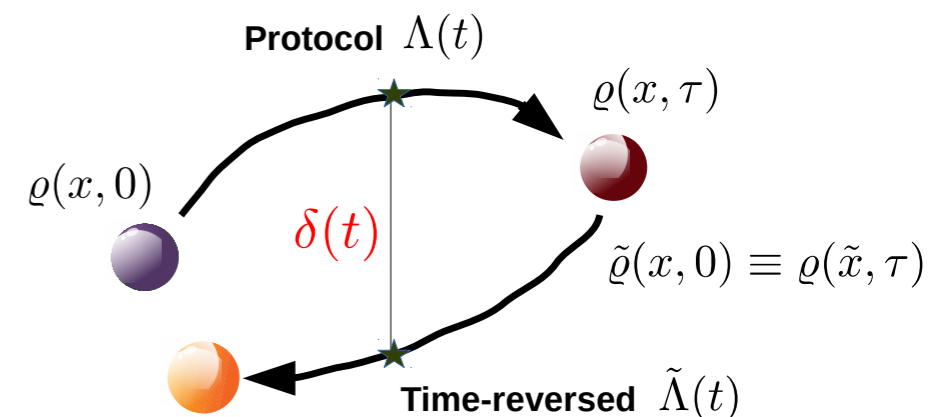 Protocol Λ(t)
ϱ(x, τ)
ϱ(x, 0)
δ(t)
ϱ̃(x, 0) ≡ ϱ(x̃, τ)
Time-reversed Λ̃(t)